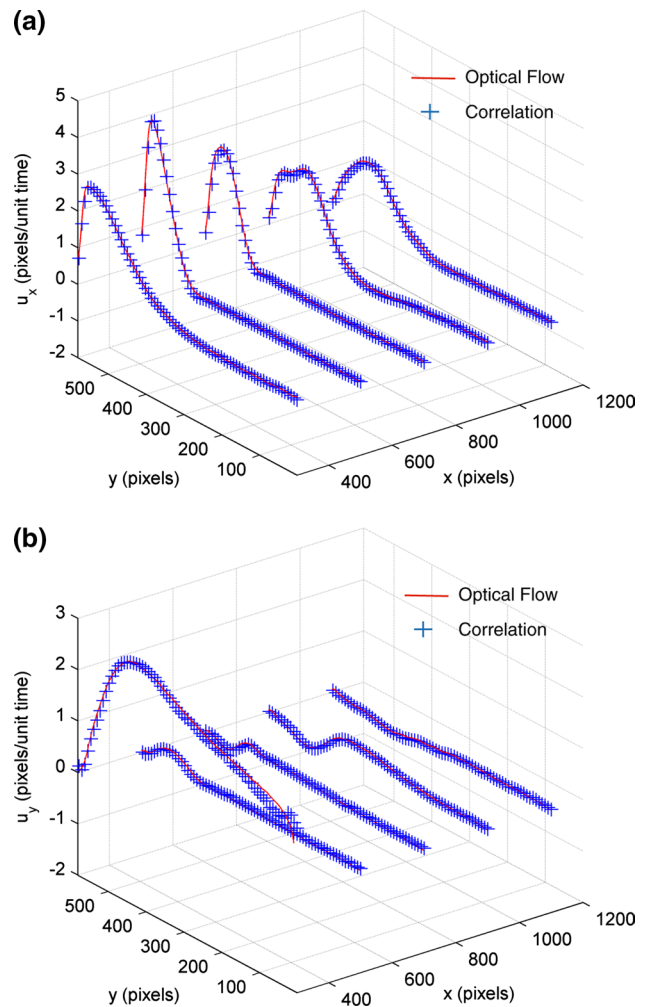 (a)
Optical Flow
Correlation
5
4
3
2
1
0
-1
-2
u_x (pixels/unit time)
500
400
300
200
100
y (pixels)
400
600
800
1000
1200
x (pixels)
(b)
Optical Flow
Correlation
3
2
1
0
-1
-2
u_y (pixels/unit time)
500
400
300
200
100
y (pixels)
400
600
800
1000
1200
x (pixels)